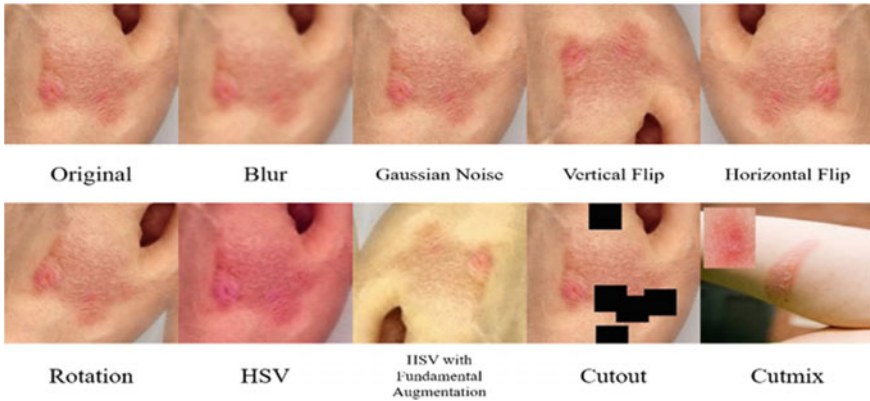 Original
Blur
Gaussian Noise
Vertical Flip
Horizontal Flip
Rotation
HSV
HSV with
Fundamental
Augmentation
Cutout
Cutmix